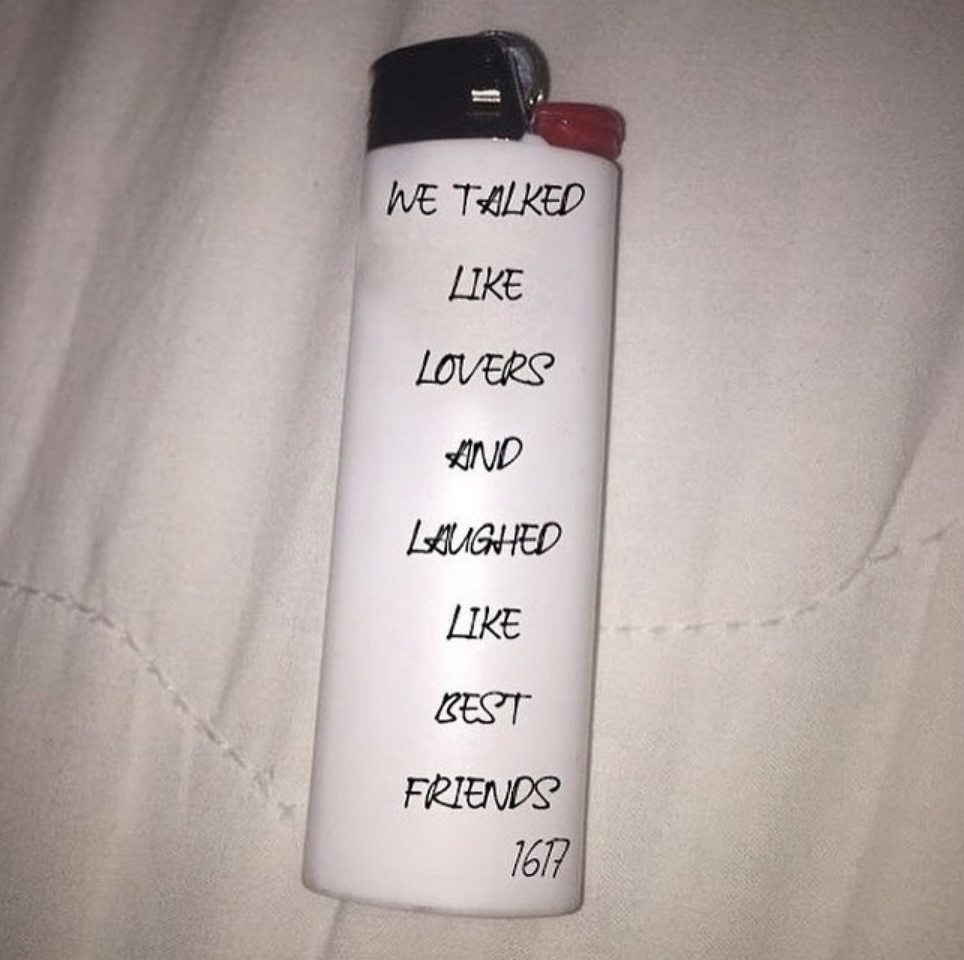 WE TALKED
LIKE
LOVERS
AND
LAUGHED
LIKE
BEST
FRIENDS
1617